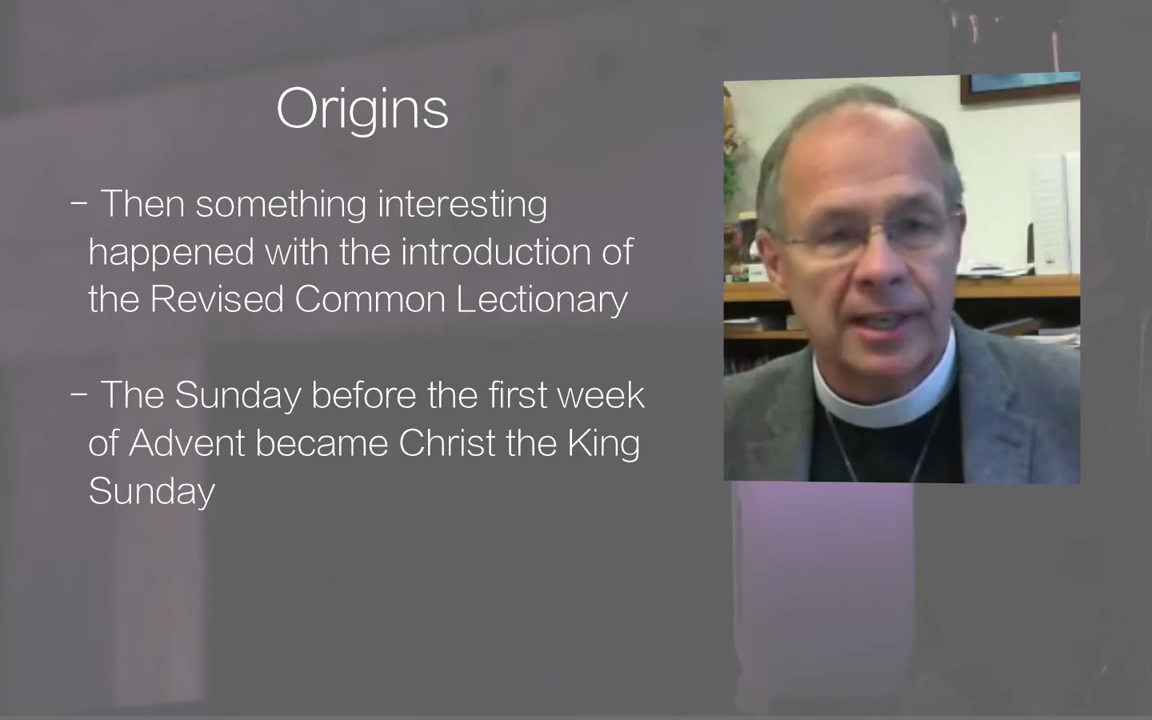 Origins
– Then something interesting
happened with the introduction of
the Revised Common Lectionary
– The Sunday before the first week
of Advent became Christ the King
Sunday